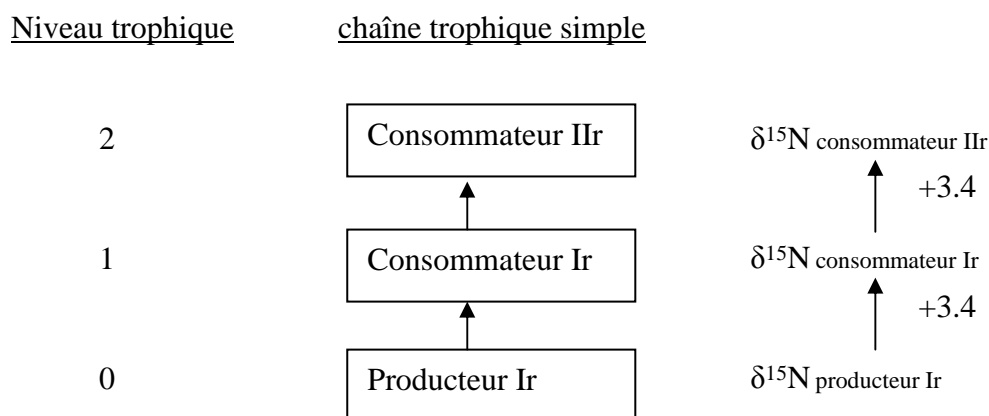 Niveau trophique chaîne trophique simple
2 Consommateur IIr δ¹⁵N consommateur IIr
+3.4
1 Consommateur Ir δ¹⁵N consommateur Ir
+3.4
0 Producteur Ir δ¹⁵N producteur Ir